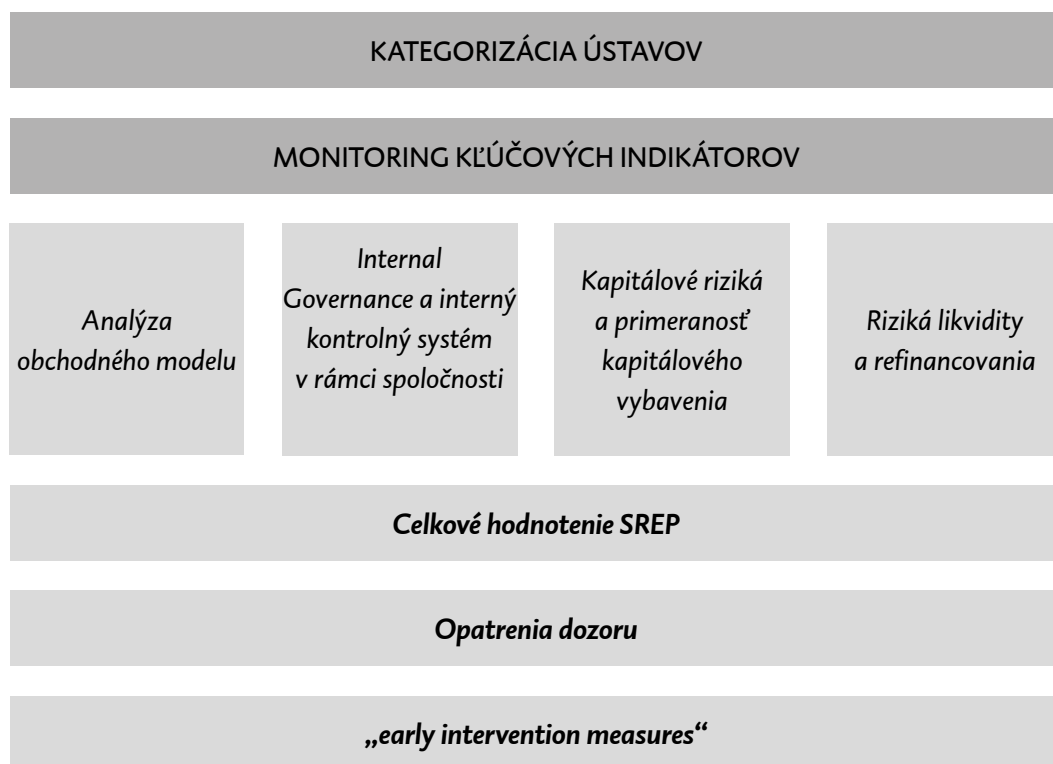 KATEGORIZÁCIA ÚSTAVOV
MONITORING KĽÚČOVÝCH INDIKÁTOROV
Analýza
obchodného modelu
Internal
Governance a interný
kontrolný systém
v rámci spoločnosti
Kapitálové riziká
a primeranosť
kapitálového
vybavenia
Riziká likvidity
a refinancovania
Celkové hodnotenie SREP
Opatrenia dozoru
„early intervention measures“